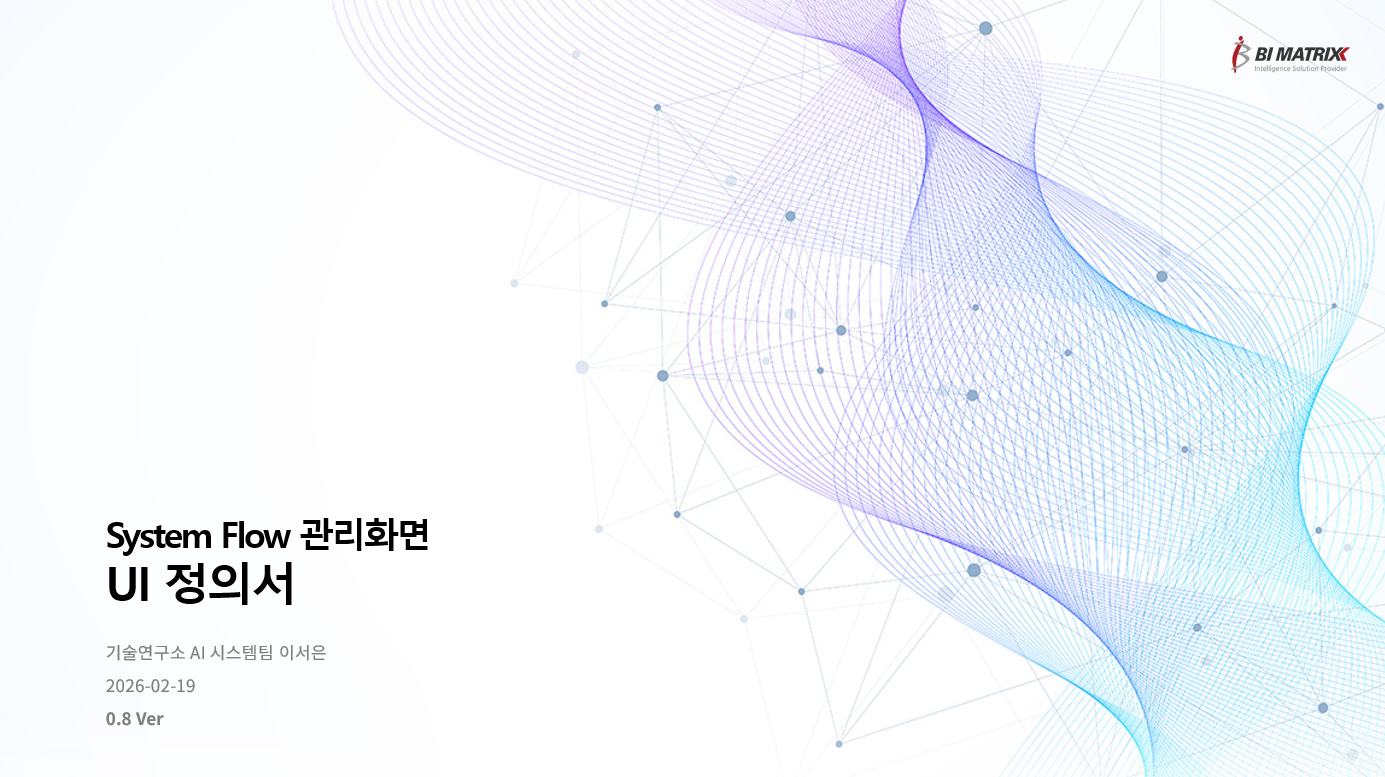 BI MATRIX
Intelligence Solution Provider
System Flow 관리화면
UI 정의서
기술연구소 AI 시스템팀 이서은
2026-02-19
0.8 Ver